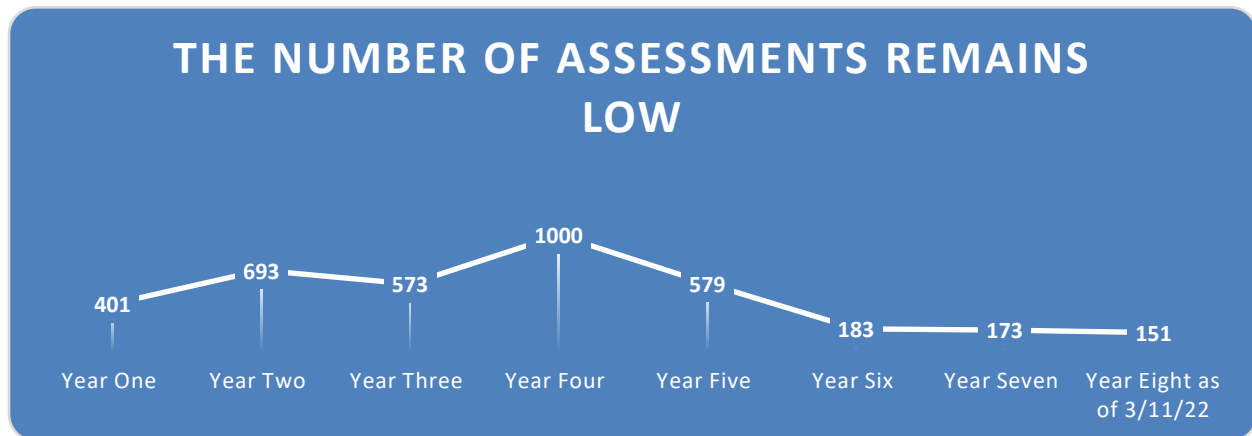 THE NUMBER OF ASSESSMENTS REMAINS
LOW
401
693
573
1000
579
183
173
151
Year One
Year Two
Year Three
Year Four
Year Five
Year Six
Year Seven
Year Eight as
of 3/11/22